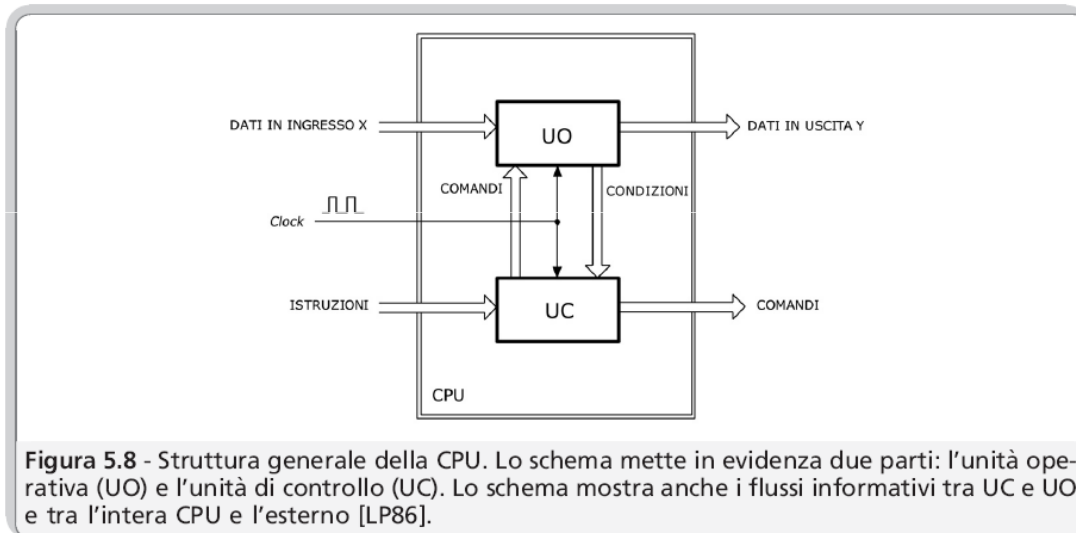 UO
DATI IN INGRESSO X
DATI IN USCITA Y
COMANDI
CONDIZIONI
Clock
ISTRUZIONI
UC
COMANDI
CPU
Figura 5.8 - Struttura generale della CPU. Lo schema mette in evidenza due parti: l'unità ope-
rativa (UO) e l'unità di controllo (UC). Lo schema mostra anche i flussi informativi tra UC e UO
e tra l'intera CPU e l'esterno [LP86].